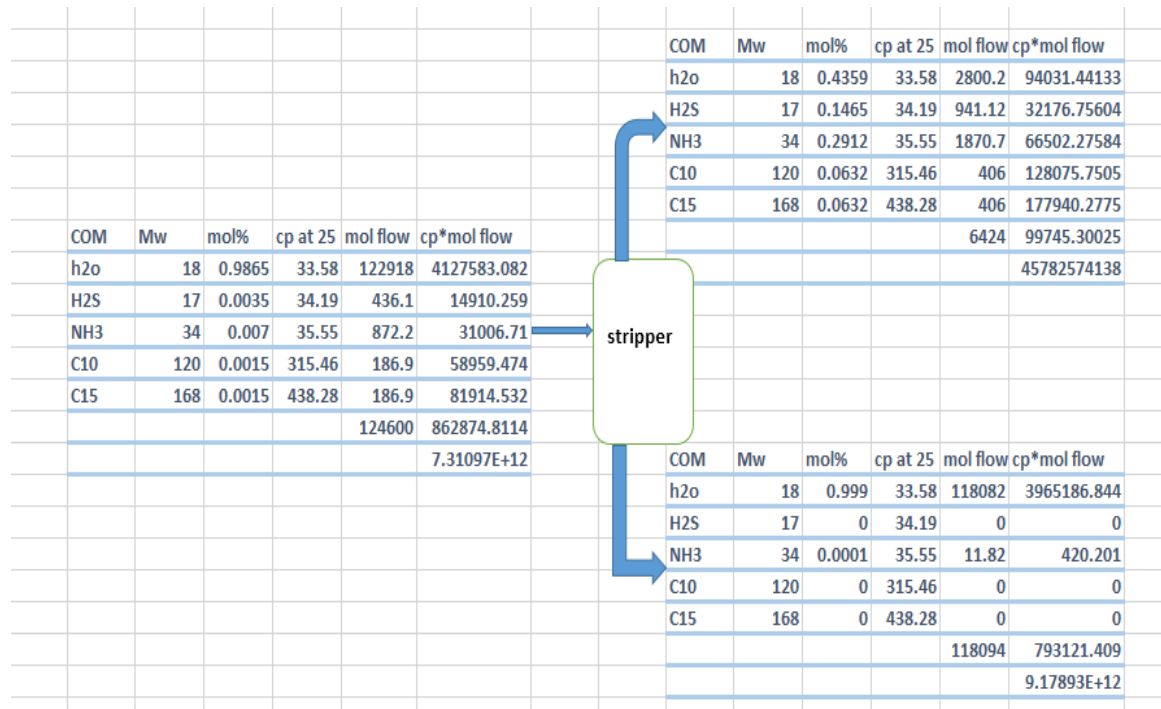 COM Mw mol% cp at 25 mol flow cp*mol flow
h2o 18 0.4359 33.58 2800.2 94031.44133
H2S 17 0.1465 34.19 941.12 32176.75604
NH3 34 0.2912 35.55 1870.7 66502.27584
C10 120 0.0632 315.46 406 128075.7505
C15 168 0.0632 438.28 406 177940.2775
6424 99745.30025
45782574138
COM Mw mol% cp at 25 mol flow cp*mol flow
h2o 18 0.9865 33.58 122918 4127583.082
H2S 17 0.0035 34.19 436.1 14910.259
NH3 34 0.007 35.55 872.2 31006.71
C10 120 0.0015 315.46 186.9 58959.474
C15 168 0.0015 438.28 186.9 81914.532
124600 862874.8114
7.31097E+12
stripper
COM Mw mol% cp at 25 mol flow cp*mol flow
h2o 18 0.999 33.58 118082 3965186.844
H2S 17 0 34.19 0 0
NH3 34 0.0001 35.55 11.82 420.201
C10 120 0 315.46 0 0
C15 168 0 438.28 0 0
118094 793121.409
9.17893E+12